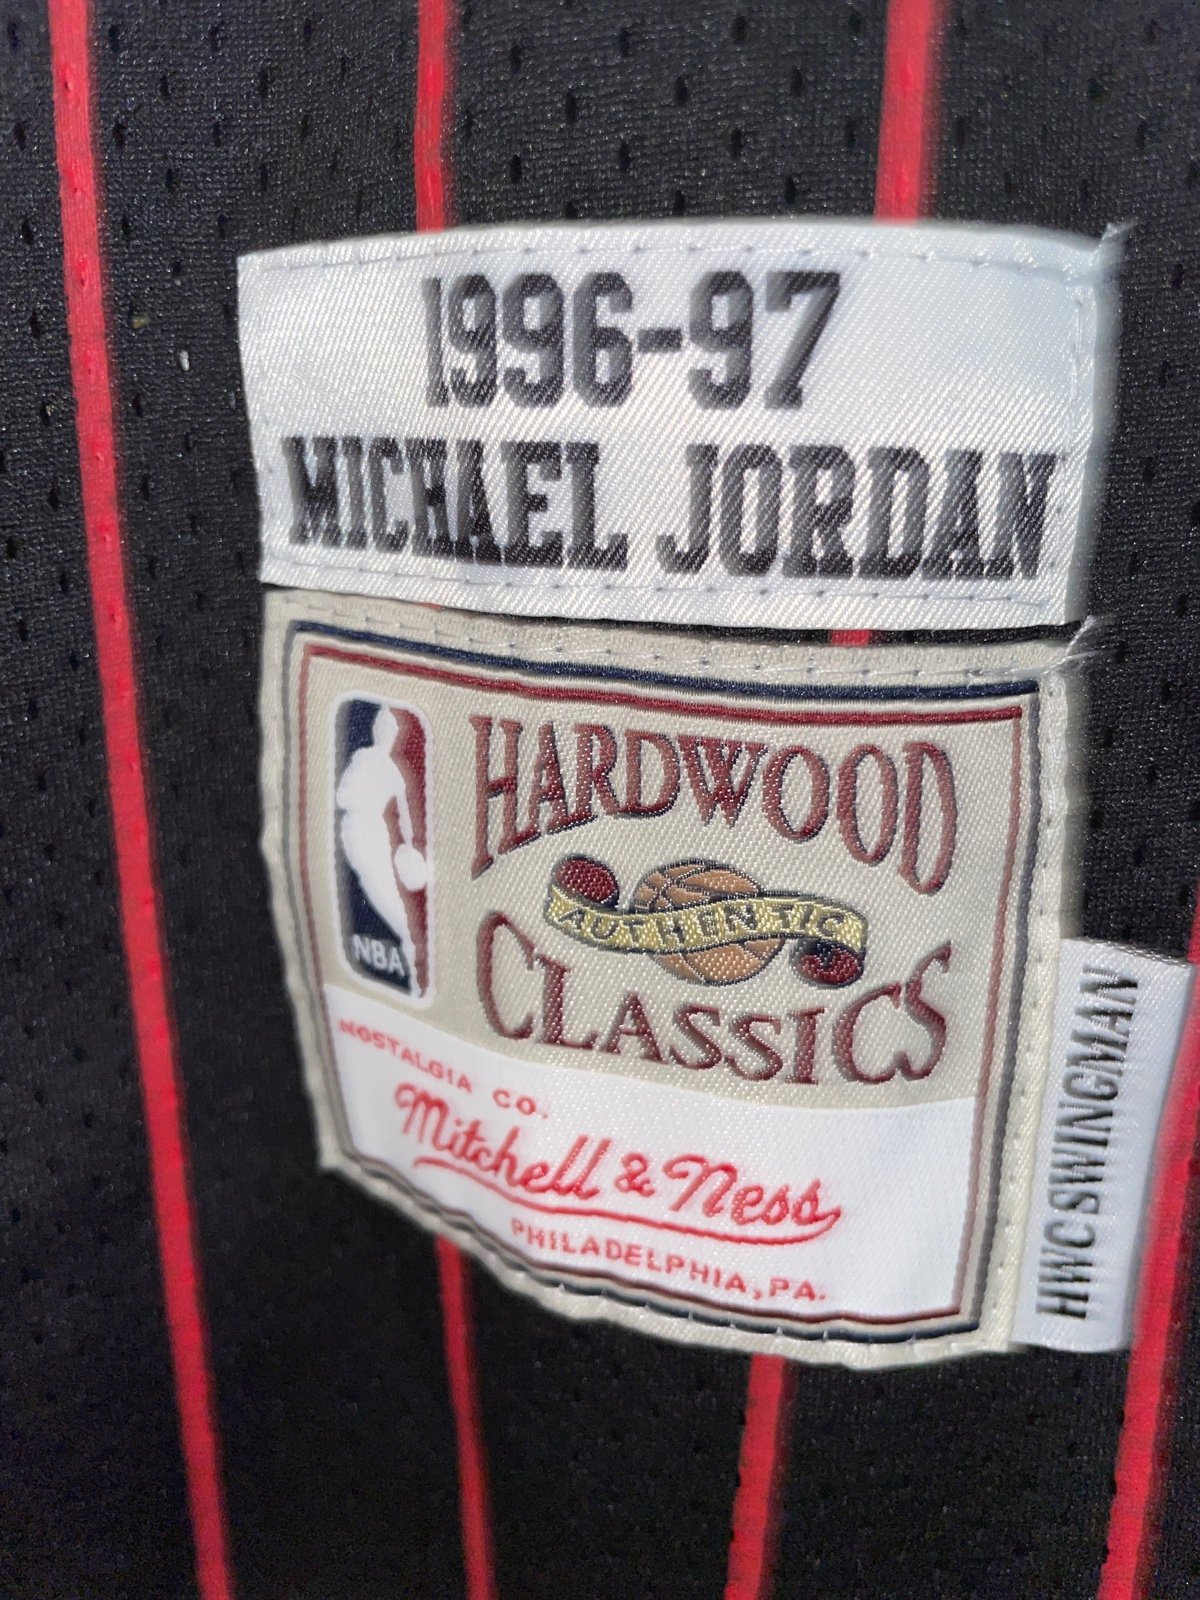 1996-97
MICHAEL JORDAN
NBA
HARDWOOD
AUTHENTIC
CLASSICS
NOSTALGIA CO.
Mitchell & Ness
PHILADELPHIA, PA.
HWCSWINGMAN